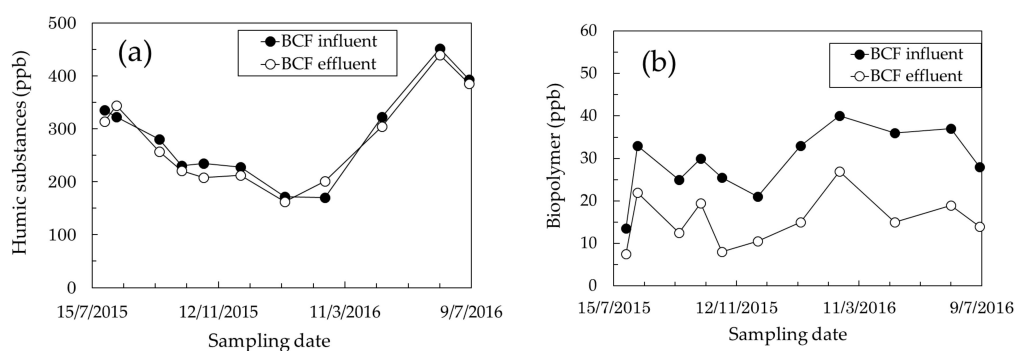 (a)
BCF influent
BCF effluent
Humic substances (ppb)
500
400
300
200
100
0
15/7/2015 12/11/2015 11/3/2016 9/7/2016
Sampling date
(b)
BCF influent
BCF effluent
Biopolymer (ppb)
60
50
40
30
20
10
0
15/7/2015 12/11/2015 11/3/2016 9/7/2016
Sampling date